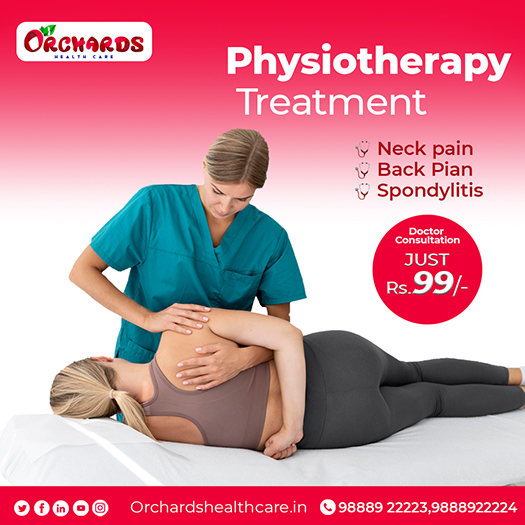 ORCHARDS
HEALTH CARE
Physiotherapy
Treatment
Neck pain
Back Pian
Spondylitis
Doctor
Consultation
JUST
Rs.99/-
Orchardshealthcare.in
98889 22223,9888922224